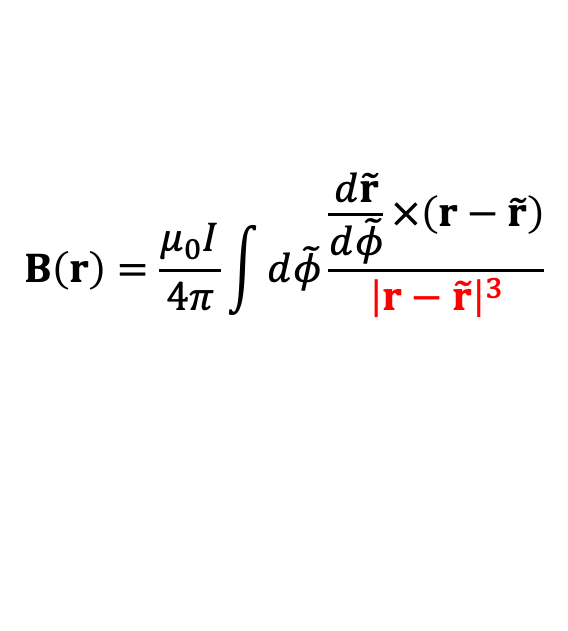 𝐁(𝐫) = μ₀I/4π ∫ dϕ̃ (d𝐫̃/dϕ̃ ×(𝐫 − 𝐫̃))/|𝐫 − 𝐫̃|³